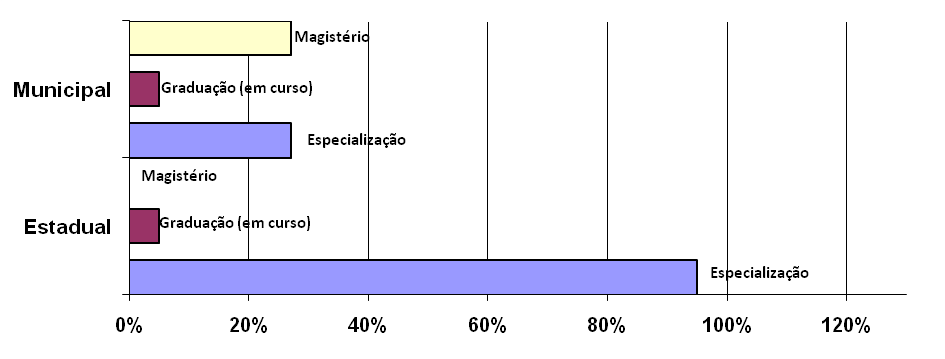 Magistério
Municipal
Graduação (em curso)
Especialização
Magistério
Estadual
Graduação (em curso)
Especialização
0% 20% 40% 60% 80% 100% 120%